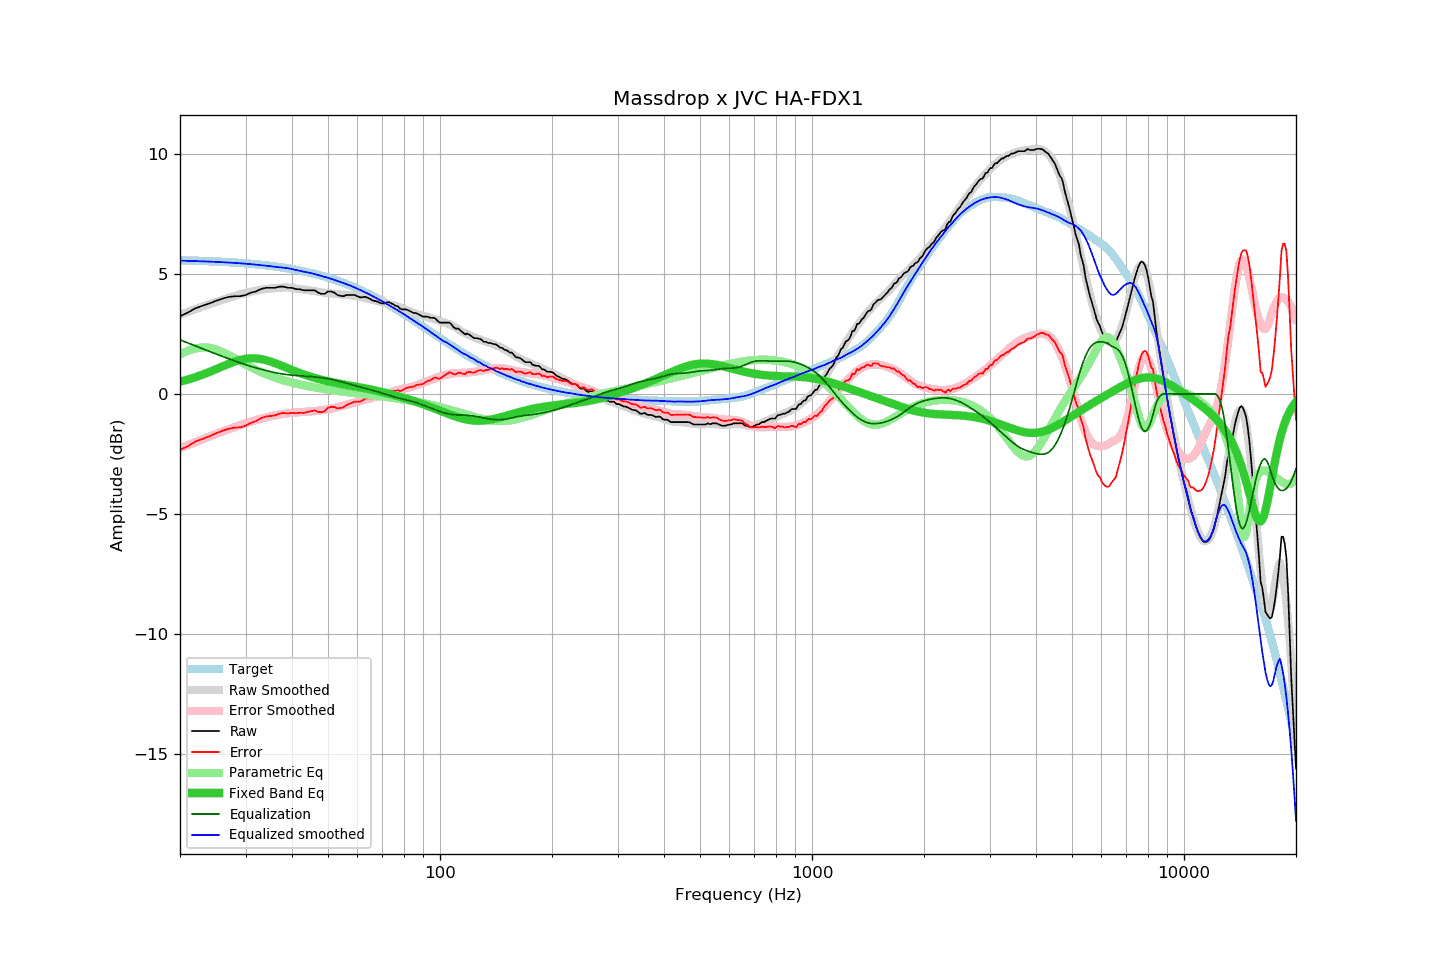 Massdrop x JVC HA-FDX1
Amplitude (dBr)
10
5
0
−5
−10
−15
Target
Raw Smoothed
Error Smoothed
Raw
Error
Parametric Eq
Fixed Band Eq
Equalization
Equalized smoothed
100
1000
10000
Frequency (Hz)